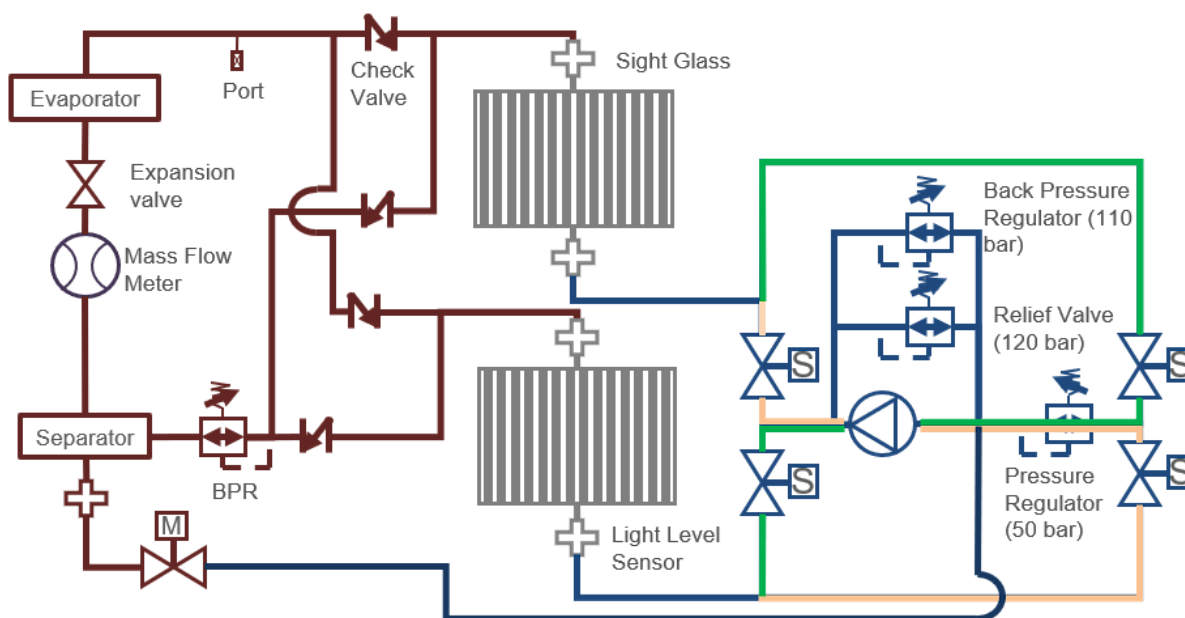 Evaporator
Port
Check
Valve
Sight Glass
Expansion
valve
Mass Flow
Meter
Back Pressure
Regulator (110
bar)
Relief Valve
(120 bar)
S
S
Separator
BPR
S
S
Pressure
Regulator
(50 bar)
M
Light Level
Sensor